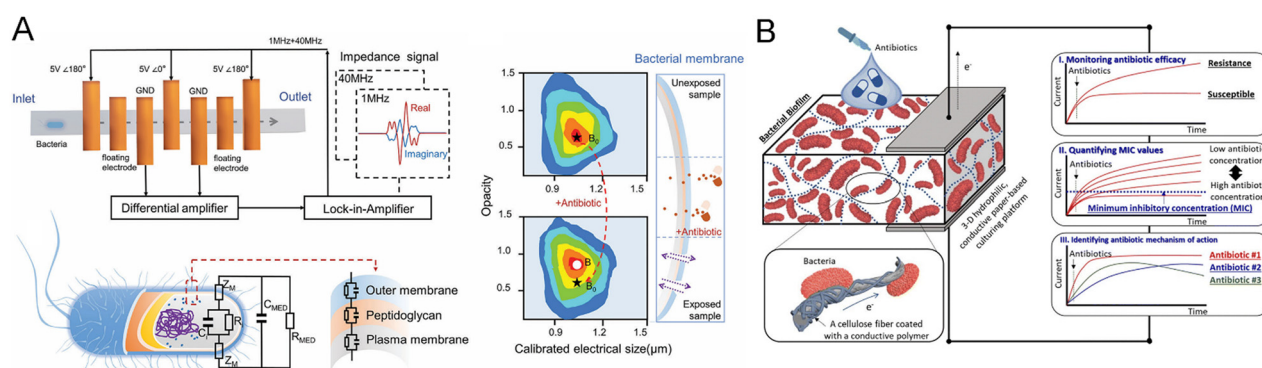 A
1MHz+40MHz
5V ∠180°
5V ∠0°
5V ∠180°
GND
GND
Inlet
Outlet
Bacteria
floating
electrode
floating
electrode
Differential amplifier
Lock-in-Amplifier
Impedance signal
40MHz
1MHz
Real
Imaginary
Z_M
C_MED
R_MED
C_i
R_i
Z_M
Outer membrane
Peptidoglycan
Plasma membrane
Opacity
1.5
1.0
0.5
B₀
0.9
1.2
1.5
+Antibiotic
1.5
1.0
0.5
B
B₀
0.9
1.2
1.5
Calibrated electrical size(μm)
Bacterial membrane
Unexposed
sample
+Antibiotic
Exposed
sample
B
Antibiotics
e⁻
Bacterial Biofilm
3-D hydrophilic,
conductive paper-based
culturing platform
Bacteria
e⁻
A cellulose fiber coated
with a conductive polymer
I. Monitoring antibiotic efficacy
Antibiotics
Resistance
Susceptible
Current
Time
II. Quantifying MIC values
Antibiotics
Low antibiotic
concentration
High antibiotic
concentration
Current
Minimum inhibitory concentration (MIC)
Time
III. Identifying antibiotic mechanism of action
Current
Antibiotics
Antibiotic #1
Antibiotic #2
Antibiotic #3
Time